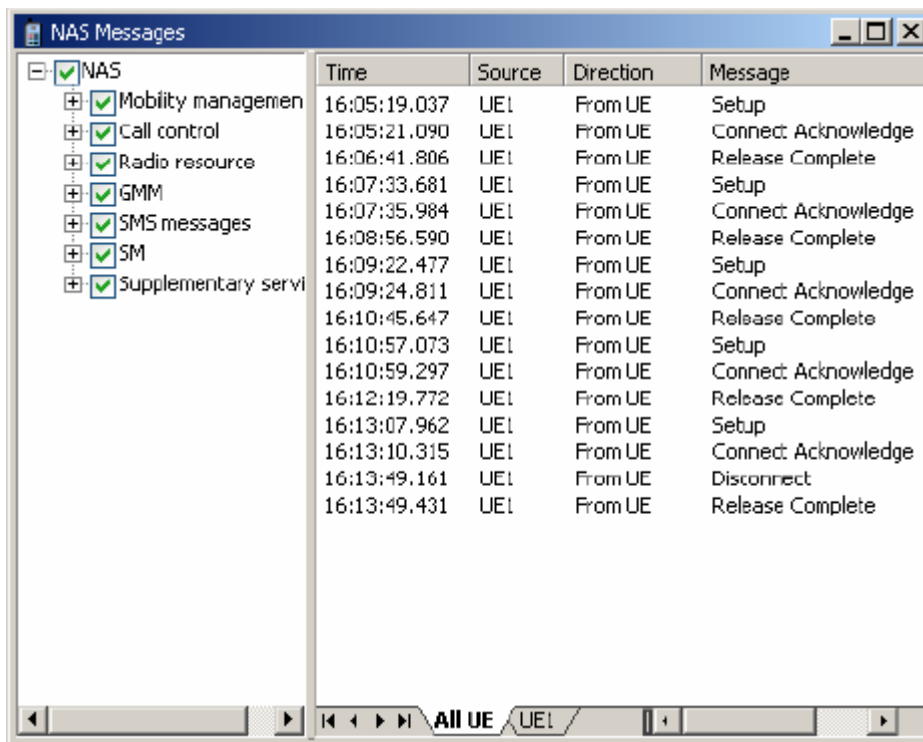 NAS Messages
NAS
Mobility managemen
Call control
Radio resource
GMM
SMS messages
SM
Supplementary servi
Time Source Direction Message
16:05:19.037 UE1 From UE Setup
16:05:21.090 UE1 From UE Connect Acknowledge
16:06:41.806 UE1 From UE Release Complete
16:07:33.681 UE1 From UE Setup
16:07:35.984 UE1 From UE Connect Acknowledge
16:08:56.590 UE1 From UE Release Complete
16:09:22.477 UE1 From UE Setup
16:09:24.811 UE1 From UE Connect Acknowledge
16:10:45.647 UE1 From UE Release Complete
16:10:57.073 UE1 From UE Setup
16:10:59.297 UE1 From UE Connect Acknowledge
16:12:19.772 UE1 From UE Release Complete
16:13:07.962 UE1 From UE Setup
16:13:10.315 UE1 From UE Connect Acknowledge
16:13:49.161 UE1 From UE Disconnect
16:13:49.431 UE1 From UE Release Complete
All UE UE1